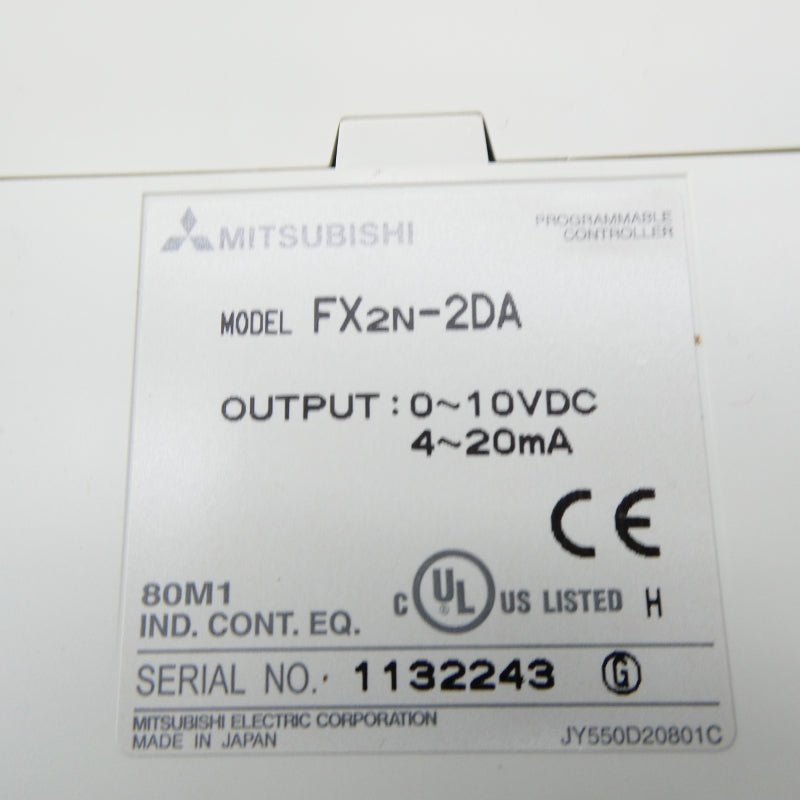 MITSUBISHI
PROGRAMMABLE
CONTROLLER
MODEL FX2N-2DA
OUTPUT : 0~10VDC
4~20mA
CE
80M1
IND. CONT. EQ.
C UL ® US LISTED H
SERIAL NO. 1132243 G
MITSUBISHI ELECTRIC CORPORATION
MADE IN JAPAN
JY550D20801C